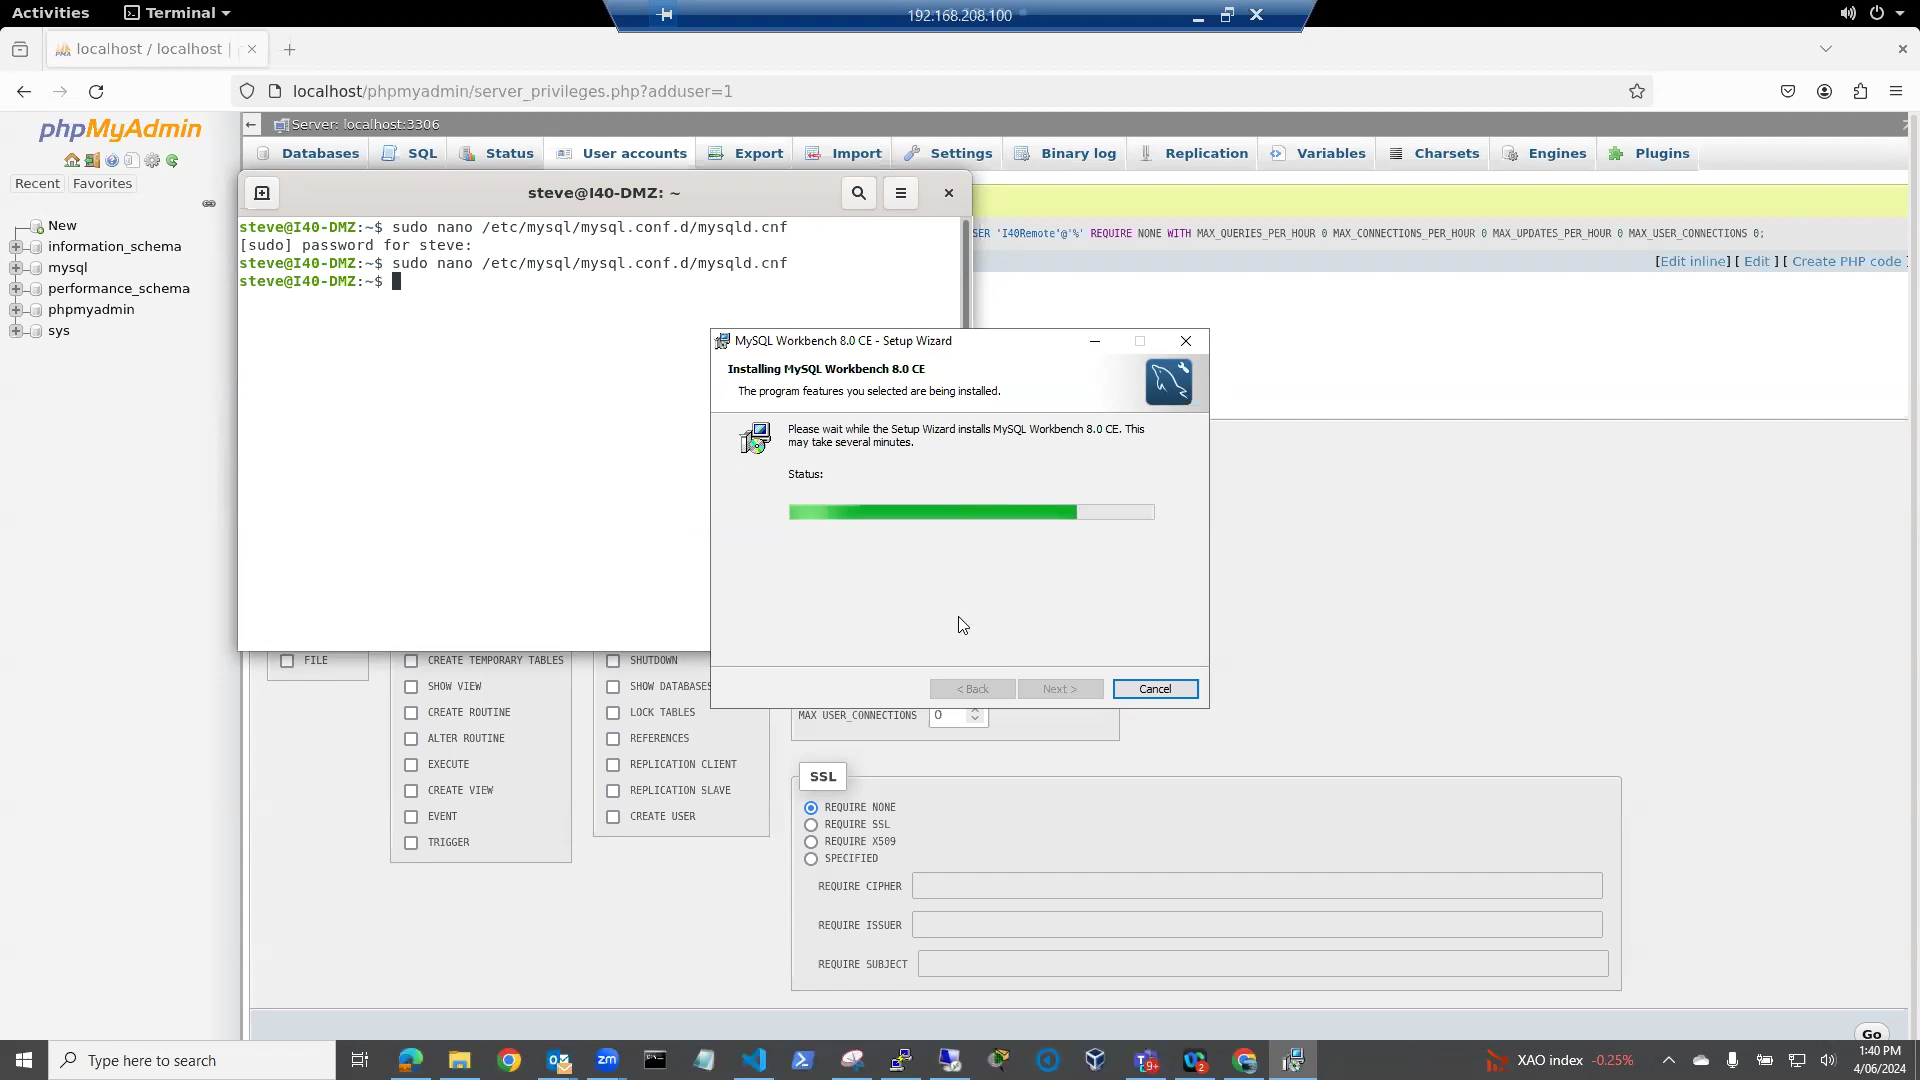 Activities
Terminal
192.168.208.100
localhost / localhost |
localhost/phpmyadmin/server_privileges.php?adduser=1
phpMyAdmin
Recent
Favorites
New
information_schema
mysql
performance_schema
phpmyadmin
sys
Server: localhost:3306
Databases
SQL
Status
User accounts
Export
Import
Settings
Binary log
Replication
Variables
Charsets
Engines
Plugins
steve@I40-DMZ: ~
steve@I40-DMZ:~$ sudo nano /etc/mysql/mysql.conf.d/mysqld.cnf
[sudo] password for steve:
steve@I40-DMZ:~$ sudo nano /etc/mysql/mysql.conf.d/mysqld.cnf
steve@I40-DMZ:~$
SER 'I40Remote'@'%' REQUIRE NONE WITH MAX_QUERIES_PER_HOUR 0 MAX_CONNECTIONS_PER_HOUR 0 MAX_UPDATES_PER_HOUR 0 MAX_USER_CONNECTIONS 0;
[Edit inline] [ Edit ] [ Create PHP code ]
MySQL Workbench 8.0 CE - Setup Wizard
Installing MySQL Workbench 8.0 CE
The program features you selected are being installed.
Please wait while the Setup Wizard installs MySQL Workbench 8.0 CE. This
may take several minutes.
Status:
< Back
Next >
Cancel
FILE
CREATE TEMPORARY TABLES
SHOW VIEW
CREATE ROUTINE
ALTER ROUTINE
EXECUTE
CREATE VIEW
EVENT
TRIGGER
SHUTDOWN
SHOW DATABASES
LOCK TABLES
REFERENCES
REPLICATION CLIENT
REPLICATION SLAVE
CREATE USER
MAX USER_CONNECTIONS
0
SSL
REQUIRE NONE
REQUIRE SSL
REQUIRE X509
SPECIFIED
REQUIRE CIPHER
REQUIRE ISSUER
REQUIRE SUBJECT
Go
Type here to search
XAO index -0.25%
1:40 PM
4/06/2024